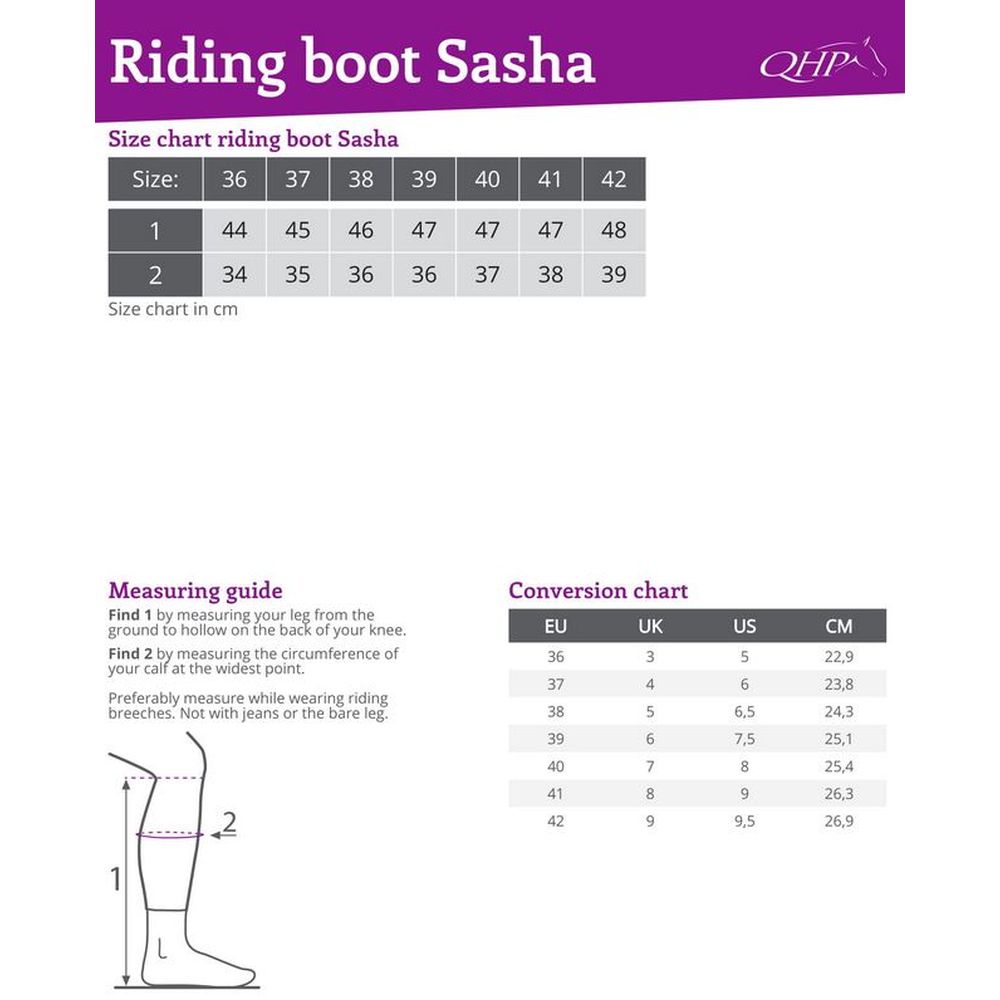 Riding boot Sasha
QHP
Size chart riding boot Sasha
Size: 36 37 38 39 40 41 42
1 44 45 46 47 47 47 48
2 34 35 36 36 37 38 39
Size chart in cm
Measuring guide
Find 1 by measuring your leg from the
ground to hollow on the back of your knee.
Find 2 by measuring the circumference of
your calf at the widest point.
Preferably measure while wearing riding
breeches. Not with jeans or the bare leg.
2
1
Conversion chart
EU UK US CM
36 3 5 22,9
37 4 6 23,8
38 5 6,5 24,3
39 6 7,5 25,1
40 7 8 25,4
41 8 9 26,3
42 9 9,5 26,9